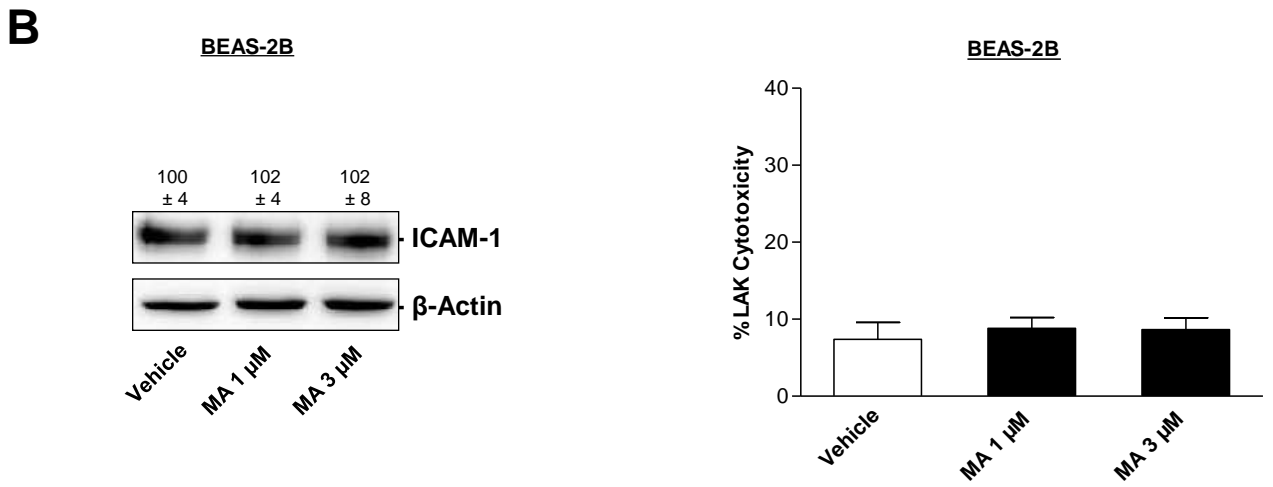 B
BEAS-2B
100
± 4
102
± 4
102
± 8
ICAM-1
β-Actin
Vehicle
MA 1 µM
MA 3 µM
BEAS-2B
% LAK Cytotoxicity
40
30
20
10
0
Vehicle
MA 1 µM
MA 3 µM